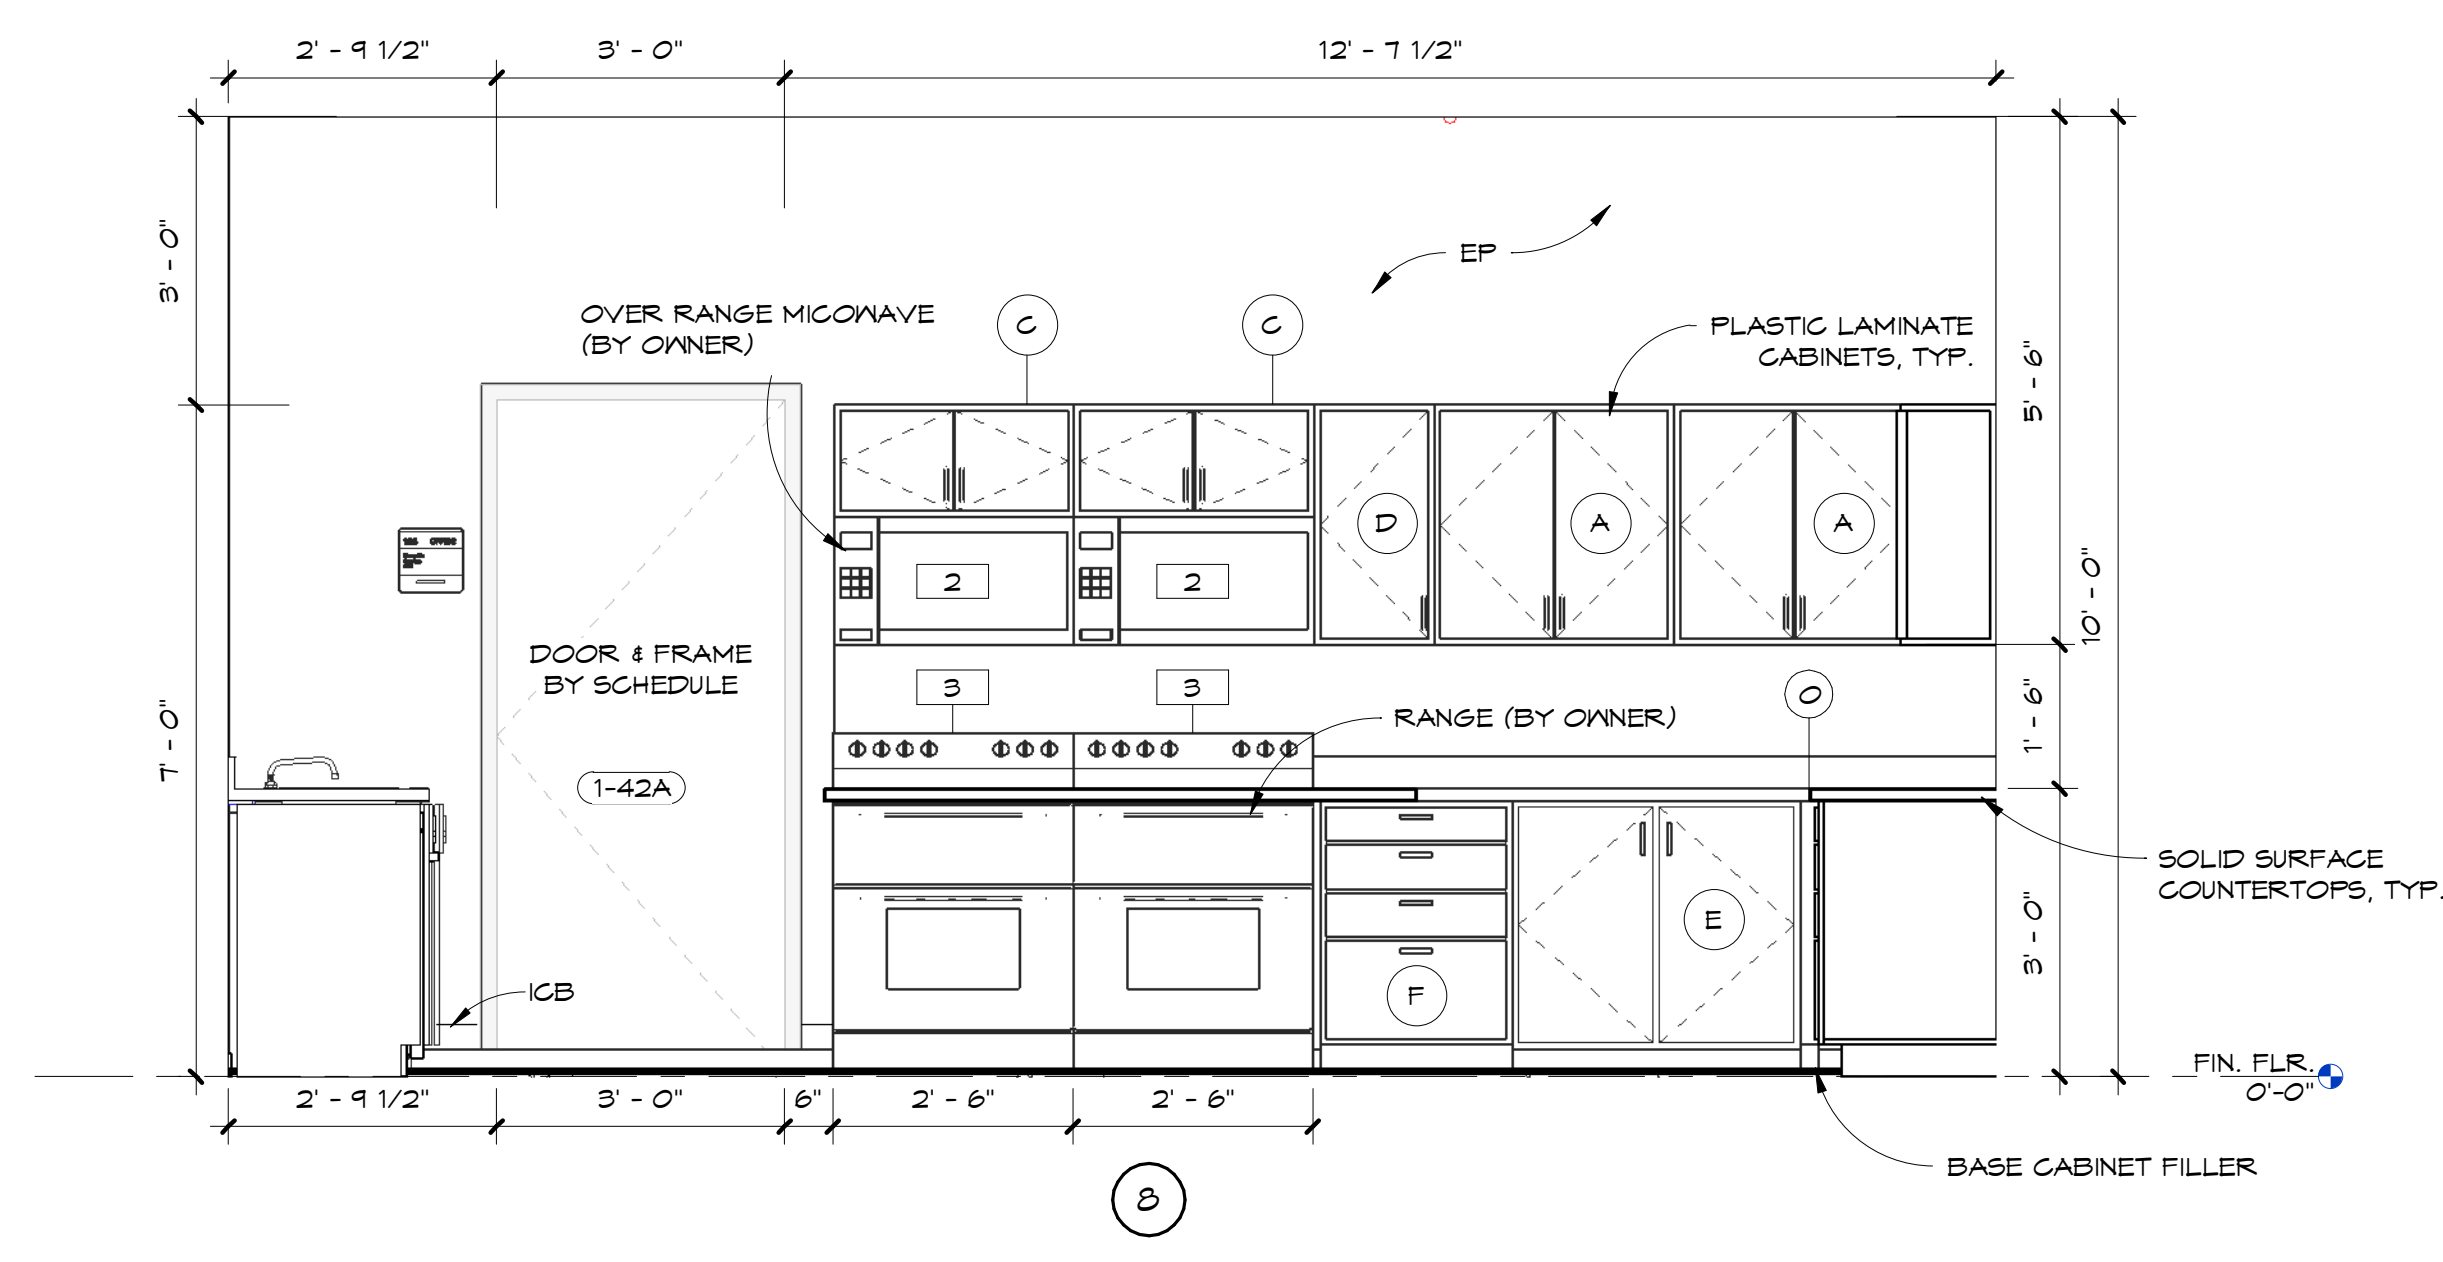 2' - 9 1/2"
3' - 0"
12' - 7 1/2"
3' - 0"
EP
C
C
OVER RANGE MICOWAVE
(BY OWNER)
PLASTIC LAMINATE
CABINETS, TYP.
5' - 6"
D
A
A
2
2
10' - 0"
DOOR & FRAME
BY SCHEDULE
3
3
O
1' - 6"
RANGE (BY OWNER)
7' - 0"
1-42A
SOLID SURFACE
COUNTERTOPS, TYP.
E
3' - 0"
ICB
F
FIN. FLR.
0'-0"
2' - 9 1/2"
3' - 0"
6"
2' - 6"
2' - 6"
BASE CABINET FILLER
8